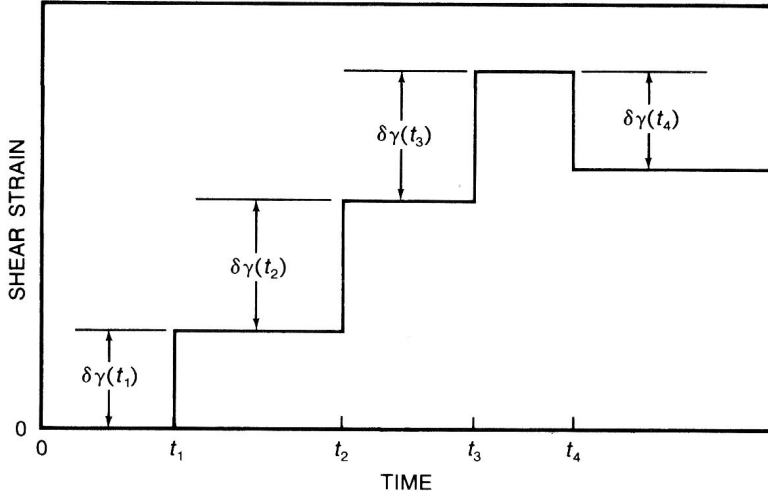 SHEAR STRAIN
δγ(t₃)
δγ(t₄)
δγ(t₂)
δγ(t₁)
0
0 t₁ t₂ t₃ t₄
TIME